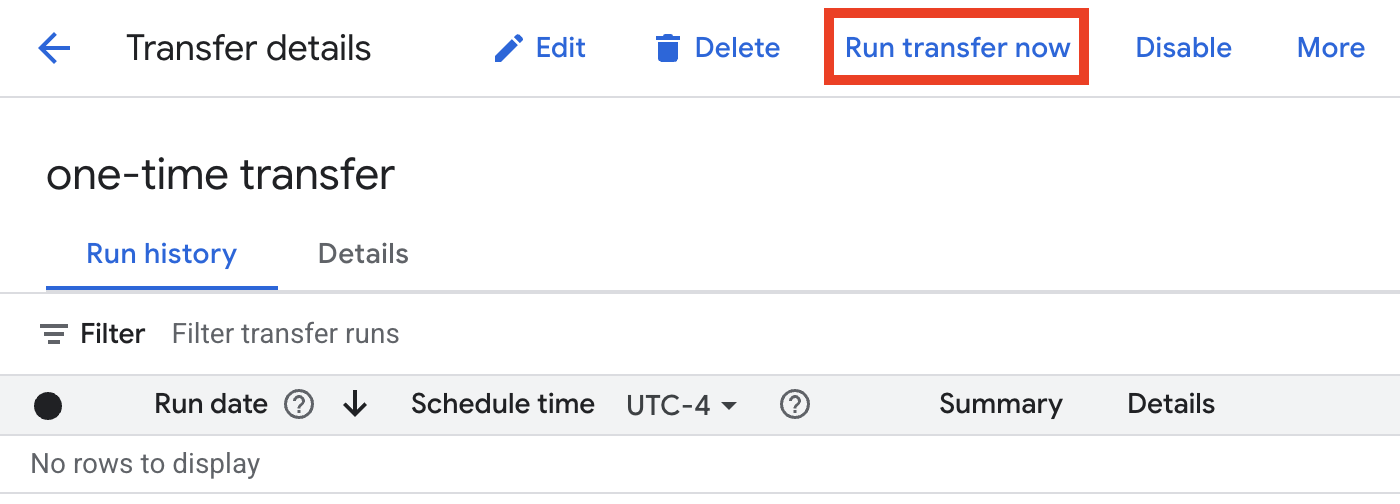 Transfer details Edit Delete Run transfer now Disable More
one-time transfer
Run history Details
Filter Filter transfer runs
Run date ? Schedule time UTC-4 ? Summary Details
No rows to display